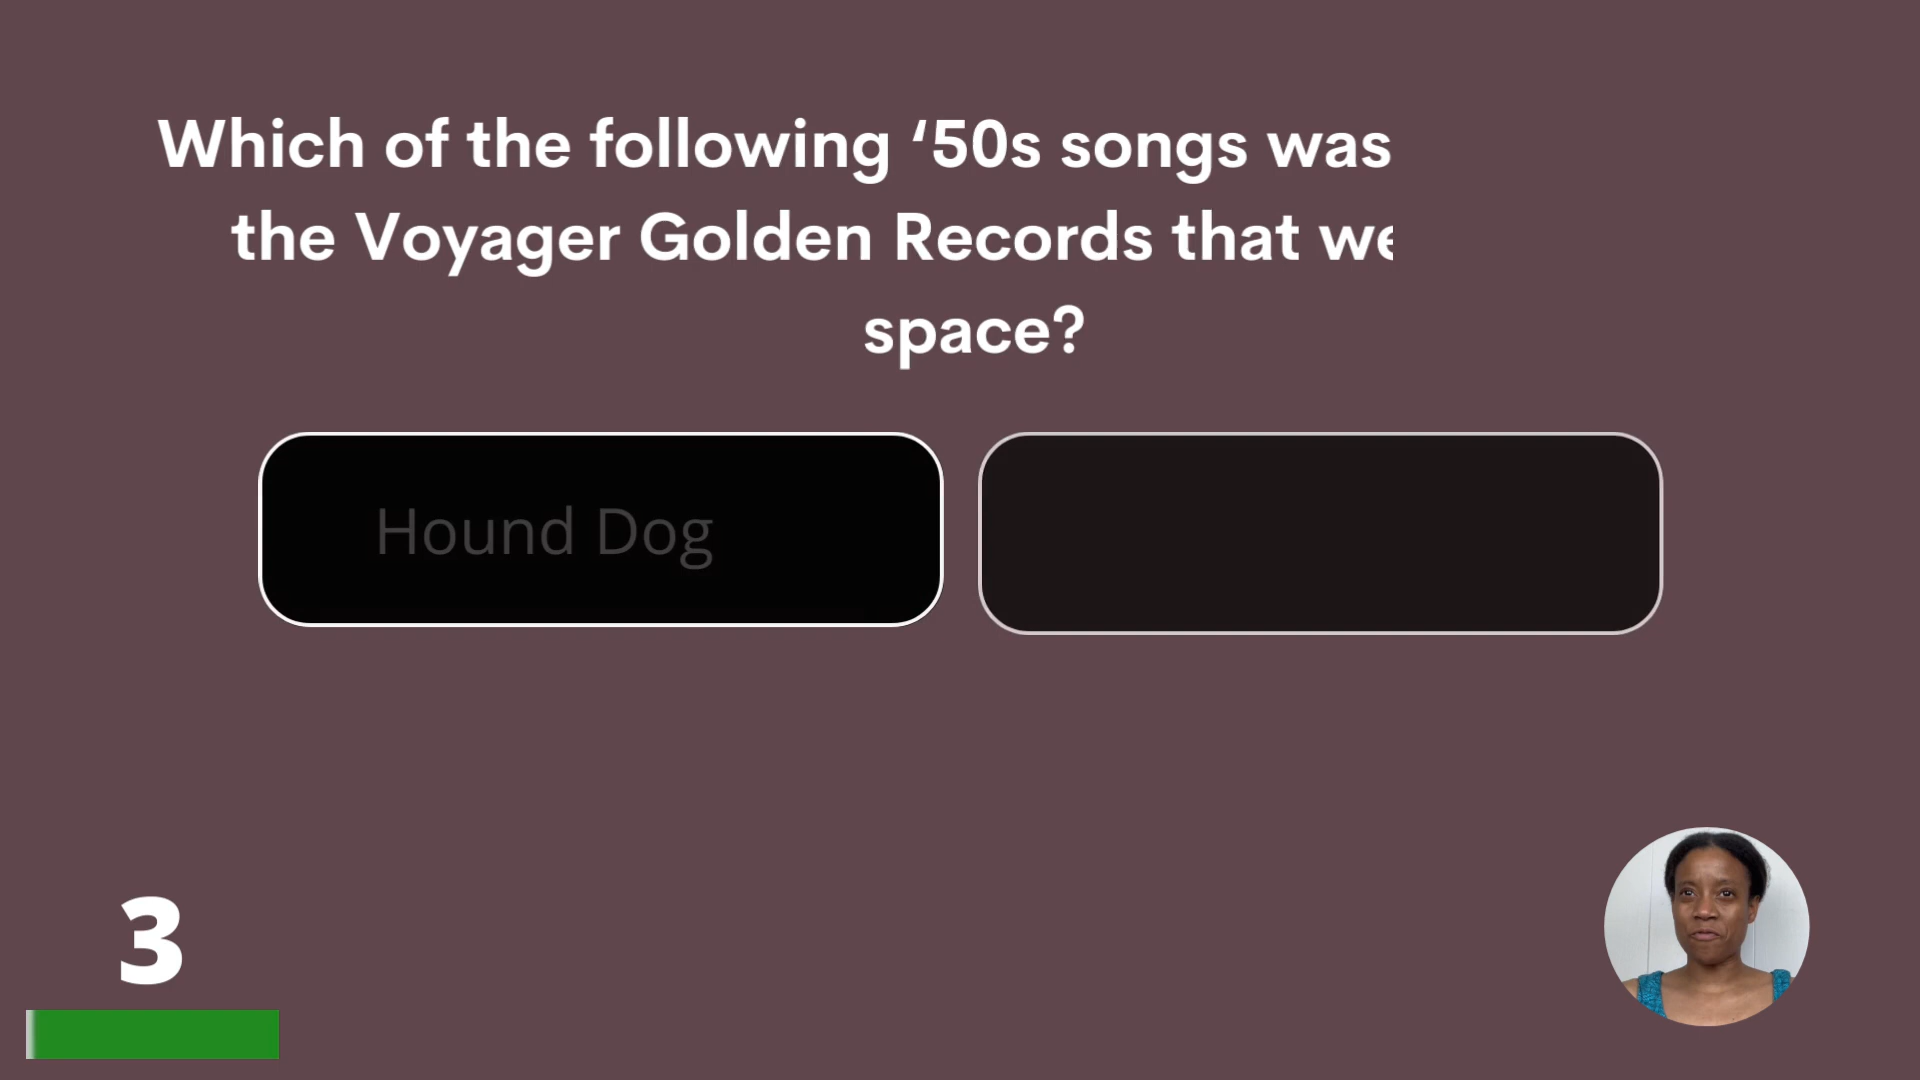 Which of the following ‘50s songs was
the Voyager Golden Records that we
space?
Hound Dog
3